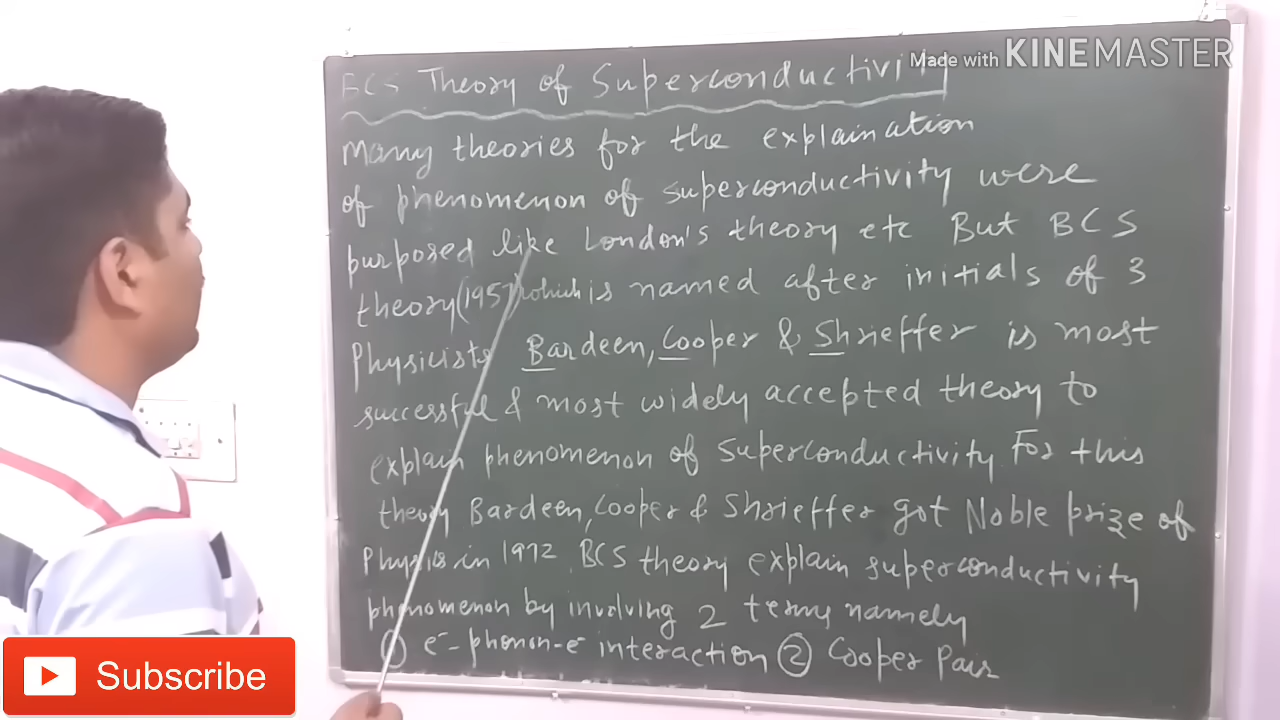 Made with KINEMASTER
BCS Theory of Superconductivity
Many theories for the explaination
of phenomenon of superconductivity were
purposed like London's theory etc But BCS
theory (1957) which is named after initials of 3
Physicists Bardeen, Cooper & Shrieffer is most
successful & most widely accepted theory to
explain phenomenon of superconductivity For this
theory Bardeen, Cooper & Shrieffer got Noble prize of
Physics in 1972 BCS theory explain superconductivity
phenomenon by involving 2 terms namely
① e⁻-phonon-e⁻ interaction ② Cooper Pair
Subscribe